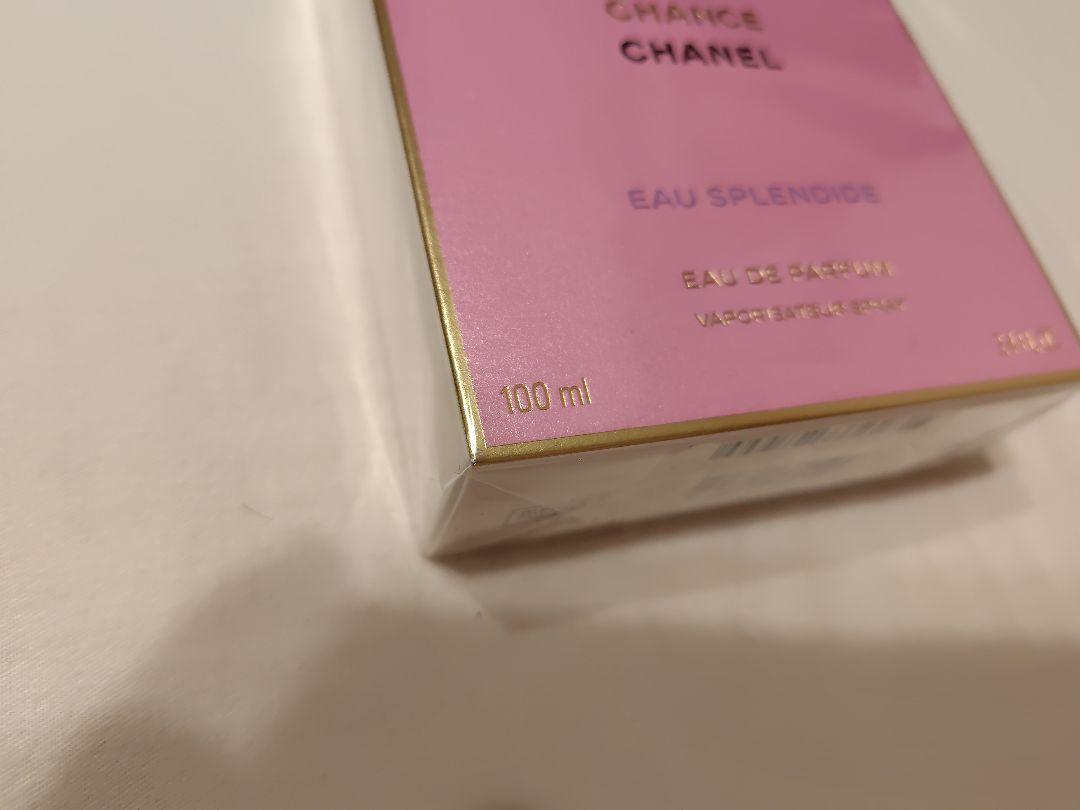 CHANCE
CHANEL
EAU SPLENDIDE
EAU DE PARFUM
VAPORISATEUR SPRAY
100 ml